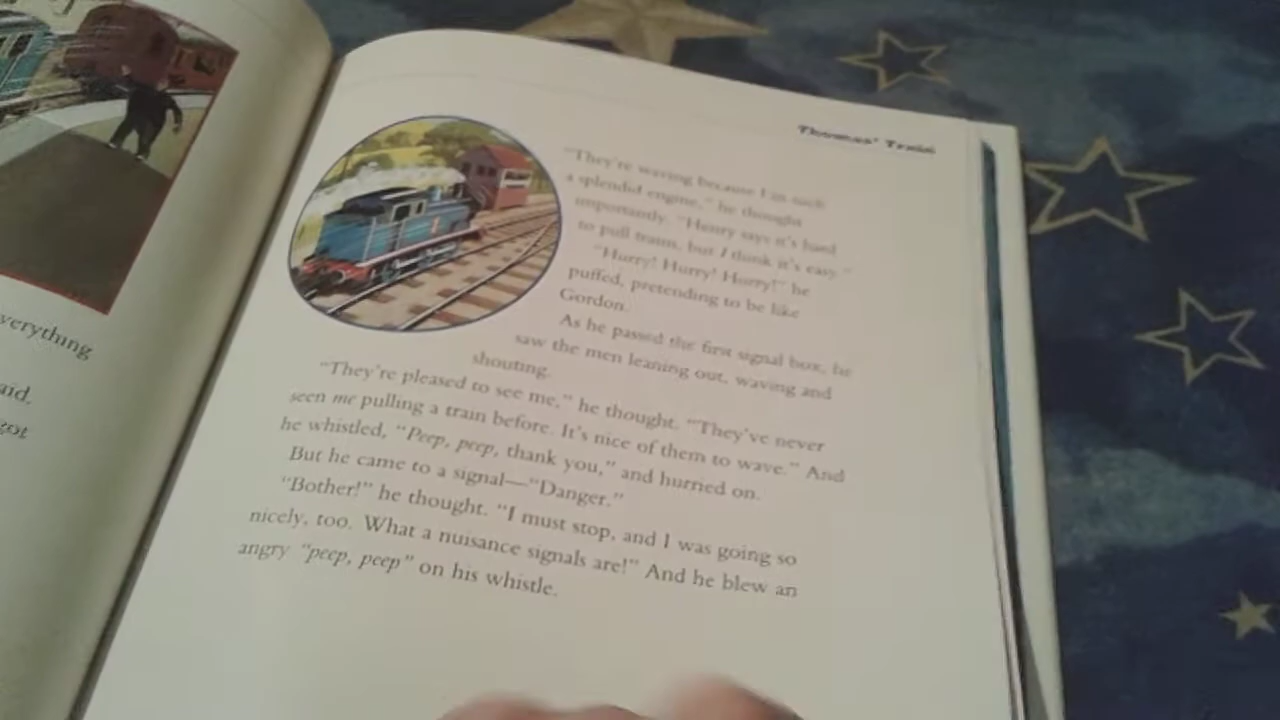 verything
aid.
got
Thomas' Train
"They're waving because I'm such
a splendid engine," he thought
importantly. "Henry says it's hard
to pull trains, but I think it's easy."
"Hurry! Hurry! Hurry!" he
puffed, pretending to be like
Gordon.
As he passed the first signal box, he
saw the men leaning out, waving and
shouting.
"They're pleased to see me," he thought. "They've never
seen me pulling a train before. It's nice of them to wave." And
he whistled, "Peep, peep, thank you," and hurried on.
But he came to a signal—"Danger."
"Bother!" he thought. "I must stop, and I was going so
nicely, too. What a nuisance signals are!" And he blew an
angry "peep, peep" on his whistle.